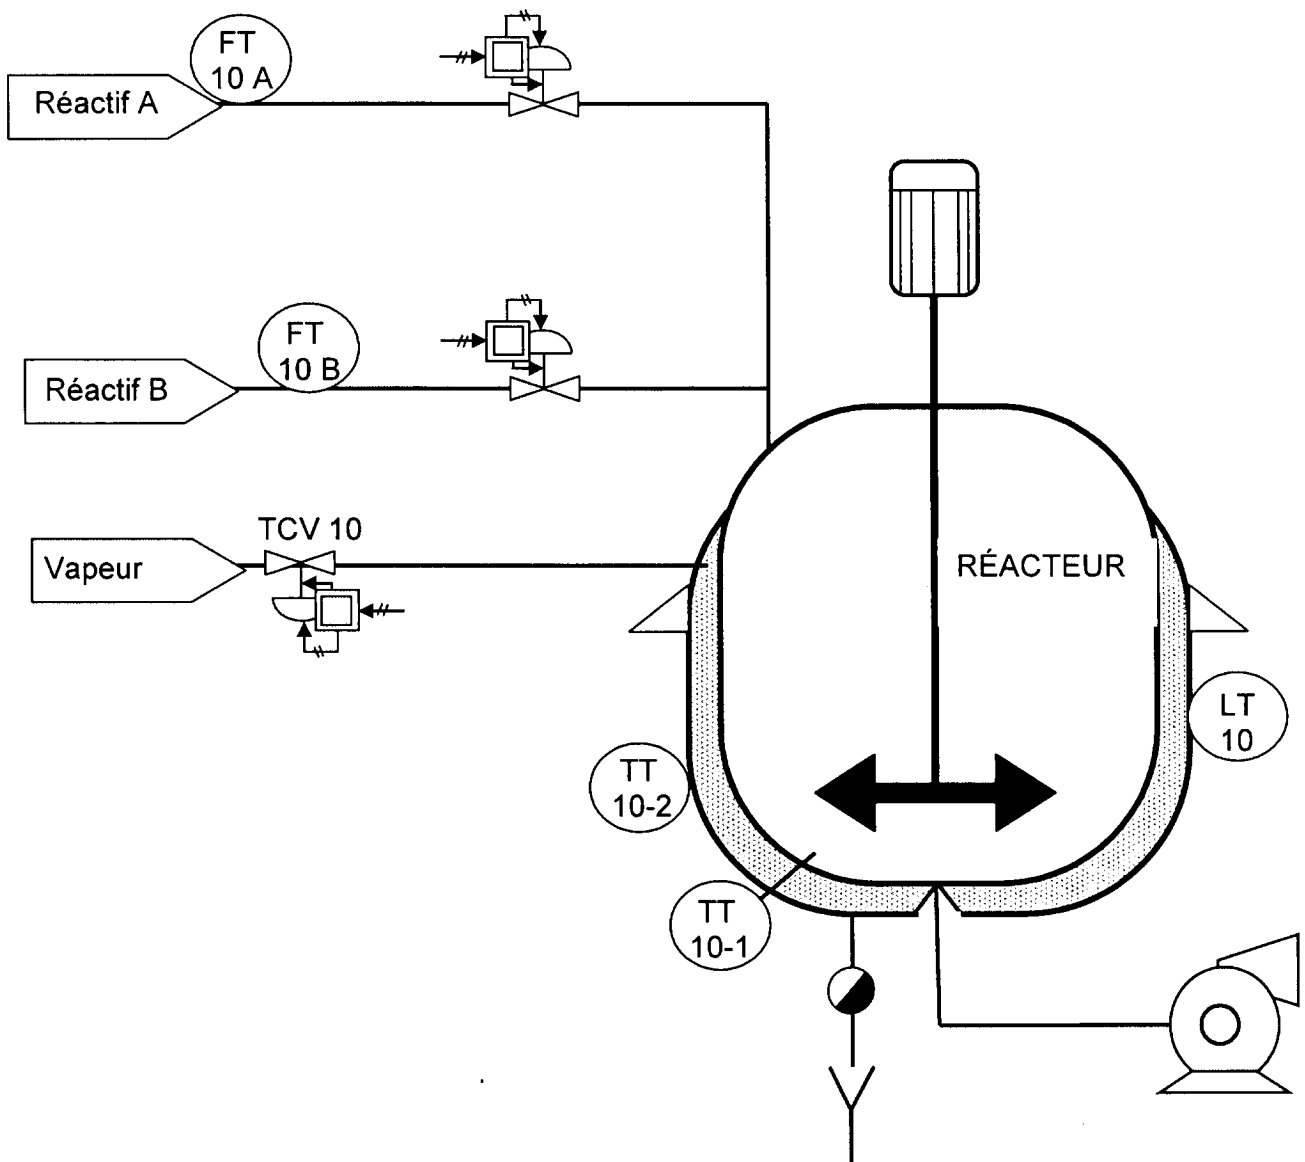 FT
10 A
Réactif A
FT
10 B
Réactif B
TCV 10
Vapeur
RÉACTEUR
LT
10
TT
10-2
TT
10-1